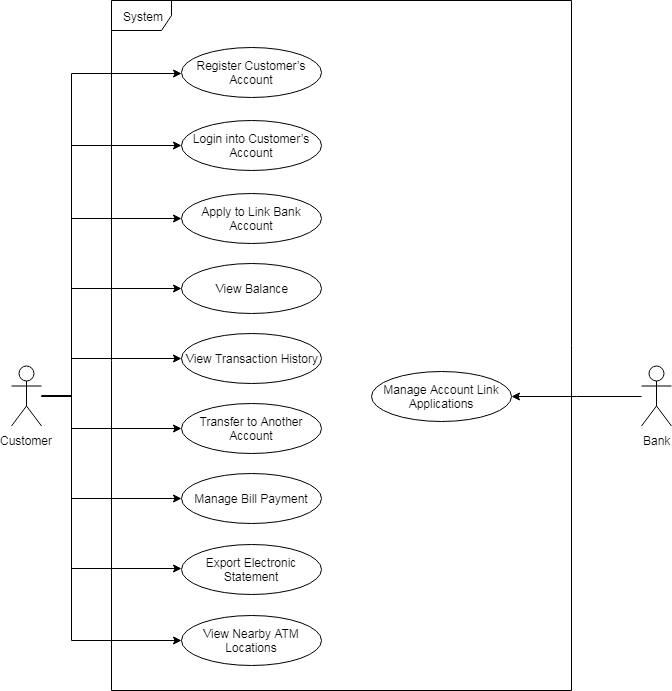 System
Register Customer's
Account
Login into Customer's
Account
Apply to Link Bank
Account
View Balance
View Transaction History
Manage Account Link
Applications
Transfer to Another
Account
Customer
Bank
Manage Bill Payment
Export Electronic
Statement
View Nearby ATM
Locations